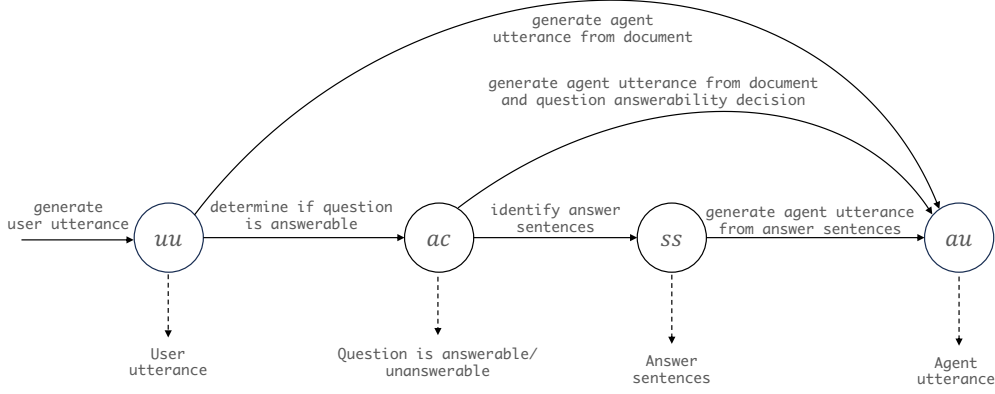 generate agent
utterance from document
generate agent utterance from document
and question answerability decision
generate
user utterance
uu
determine if question
is answerable
ac
identify answer
sentences
ss
generate agent utterance
from answer sentences
au
User
utterance
Question is answerable/
unanswerable
Answer
sentences
Agent
utterance